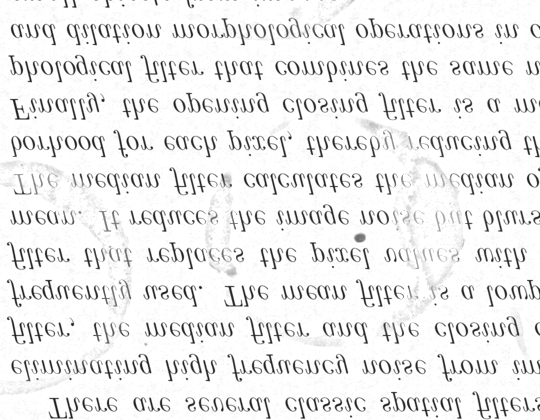 There are several classic spatial filters
eliminating high frequency noise from im
filter, the median filter and the closing
frequently used. The mean filter is a lowp
filter that replaces the pixel values with
mean. It reduces the image noise but blurs
The median filter calculates the median o
borhood for each pixel, thereby reducing th
Finally, the opening closing filter is a m
phological filter that combines the same n
and dilation morphological operations in o